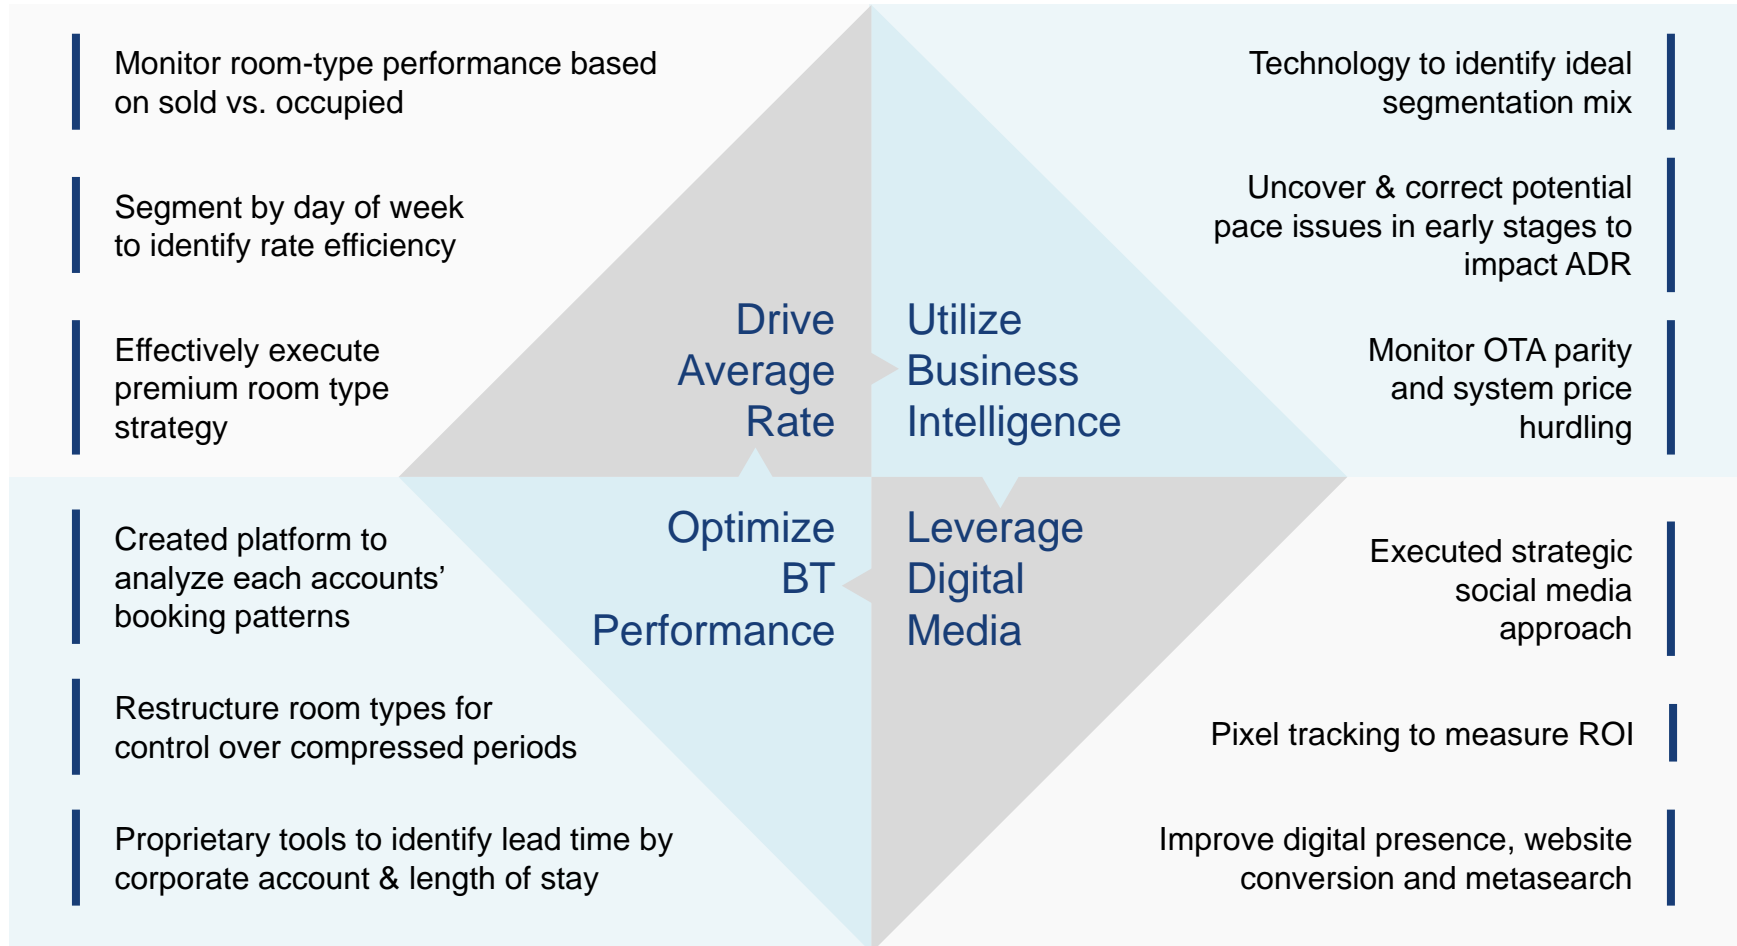 Monitor room-type performance based
on sold vs. occupied
Segment by day of week
to identify rate efficiency
Effectively execute
premium room type
strategy
Drive
Average
Rate
Utilize
Business
Intelligence
Technology to identify ideal
segmentation mix
Uncover & correct potential
pace issues in early stages to
impact ADR
Monitor OTA parity
and system price
hurdling
Created platform to
analyze each accounts’
booking patterns
Restructure room types for
control over compressed periods
Proprietary tools to identify lead time by
corporate account & length of stay
Optimize
BT
Performance
Leverage
Digital
Media
Executed strategic
social media
approach
Pixel tracking to measure ROI
Improve digital presence, website
conversion and metasearch